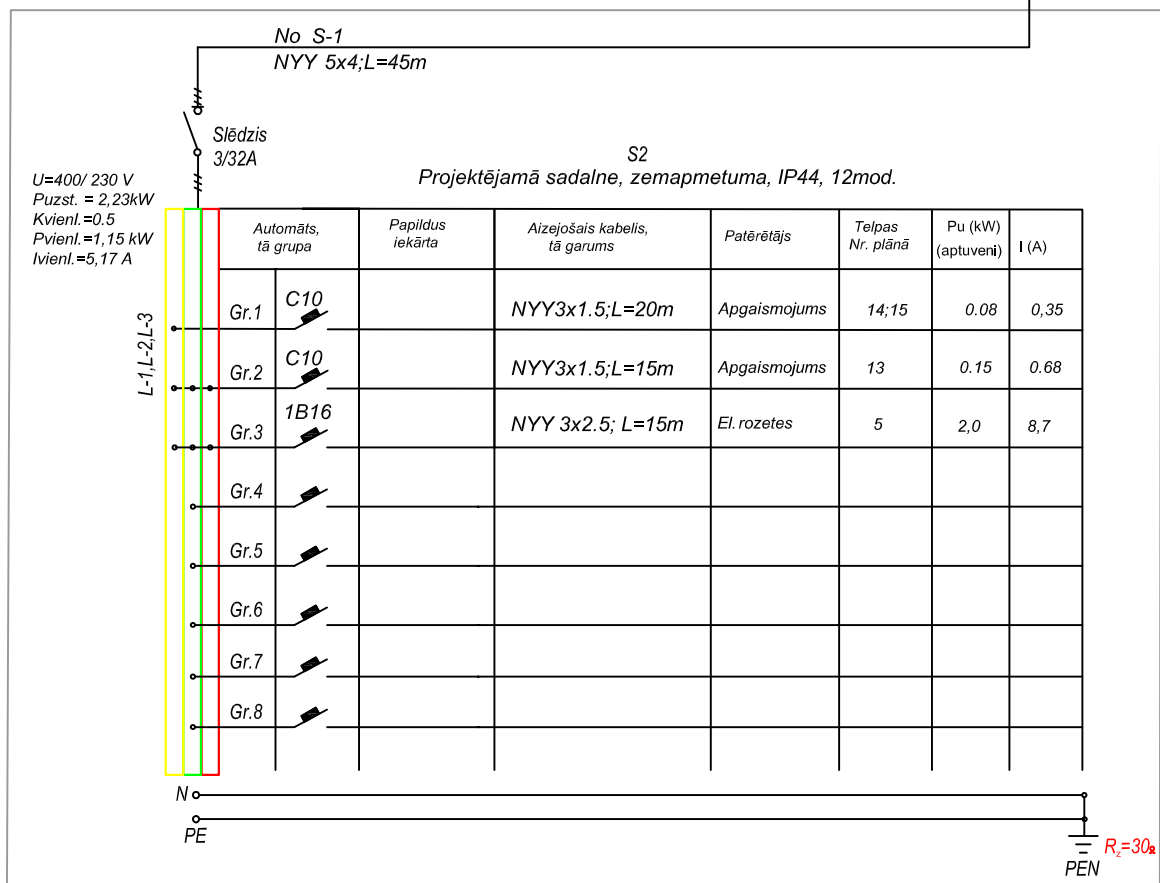 No S-1
NYY 5x4;L=45m
Slēdzis
3/32A
S2
Projektējamā sadalne, zemapmetuma, IP44, 12mod.
U=400/ 230 V
Puzst. = 2,23kW
Kvienl.=0.5
Pvienl.=1,15 kW
Ivienl.=5,17 A
L-1,L-2,L-3
Automāts, tā grupa
Papildus iekārta
Aizejošais kabelis, tā garums
Patērētājs
Telpas Nr. plānā
Pu (kW) (aptuveni)
I (A)
Gr.1 C10 NYY3x1.5;L=20m Apgaismojums 14;15 0.08 0,35
Gr.2 C10 NYY3x1.5;L=15m Apgaismojums 13 0.15 0.68
Gr.3 1B16 NYY 3x2.5; L=15m El. rozetes 5 2,0 8,7
Gr.4
Gr.5
Gr.6
Gr.7
Gr.8
N
PE
PEN
Rz=30Ω